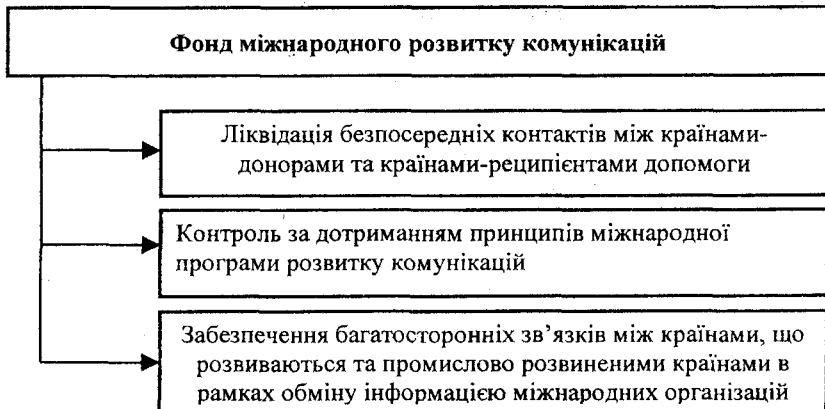 Фонд міжнародного розвитку комунікацій
Ліквідація безпосередніх контактів між країнами-
донорами та країнами-реципієнтами допомоги
Контроль за дотриманням принципів міжнародної
програми розвитку комунікацій
Забезпечення багатосторонніх зв’язків між країнами, що
розвиваються та промислово розвиненими країнами в
рамках обміну інформацією міжнародних організацій